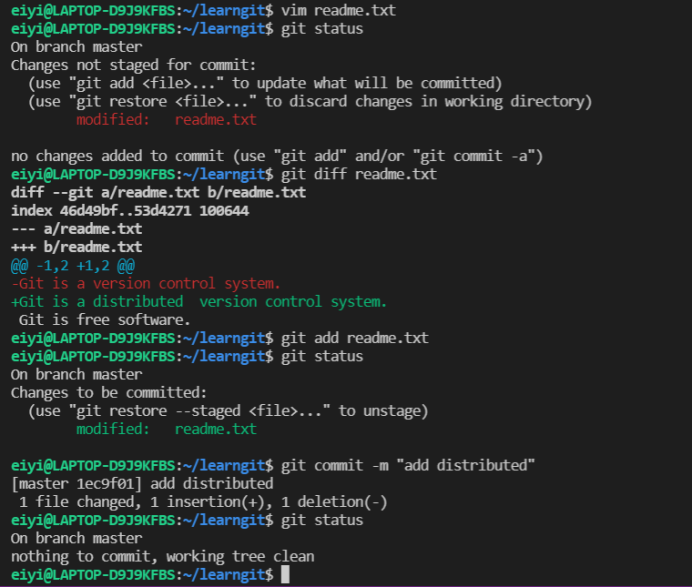 eiyi@LAPTOP-D9J9KFBS:~/learngit$ vim readme.txt
eiyi@LAPTOP-D9J9KFBS:~/learngit$ git status
On branch master
Changes not staged for commit:
  (use "git add <file>..." to update what will be committed)
  (use "git restore <file>..." to discard changes in working directory)
        modified:   readme.txt

no changes added to commit (use "git add" and/or "git commit -a")
eiyi@LAPTOP-D9J9KFBS:~/learngit$ git diff readme.txt
diff --git a/readme.txt b/readme.txt
index 46d49bf..53d4271 100644
--- a/readme.txt
+++ b/readme.txt
@@ -1,2 +1,2 @@
-Git is a version control system.
+Git is a distributed  version control system.
 Git is free software.
eiyi@LAPTOP-D9J9KFBS:~/learngit$ git add readme.txt
eiyi@LAPTOP-D9J9KFBS:~/learngit$ git status
On branch master
Changes to be committed:
  (use "git restore --staged <file>..." to unstage)
        modified:   readme.txt

eiyi@LAPTOP-D9J9KFBS:~/learngit$ git commit -m "add distributed"
[master 1ec9f01] add distributed
 1 file changed, 1 insertion(+), 1 deletion(-)
eiyi@LAPTOP-D9J9KFBS:~/learngit$ git status
On branch master
nothing to commit, working tree clean
eiyi@LAPTOP-D9J9KFBS:~/learngit$